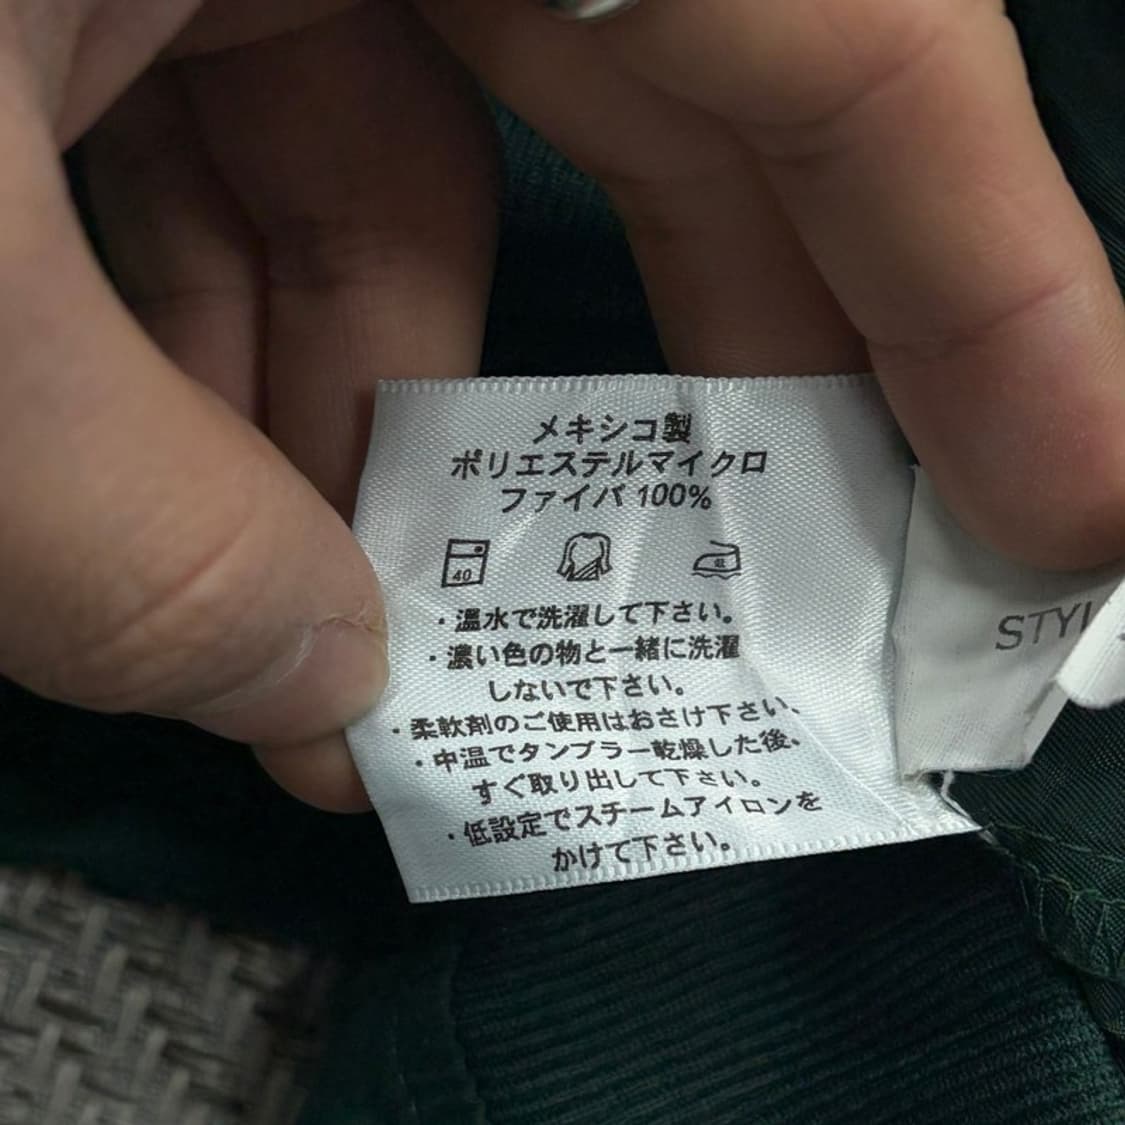 メキシコ製
ポリエステルマイクロ
ファイバ 100%
40
低
・温水で洗濯して下さい。
・濃い色の物と一緒に洗濯
しないで下さい。
・柔軟剤のご使用はおさけ下さい、
・中温でタンブラー乾燥した後、
すぐ取り出して下さい。
・低設定でスチームアイロンを
かけて下さい。
STYL